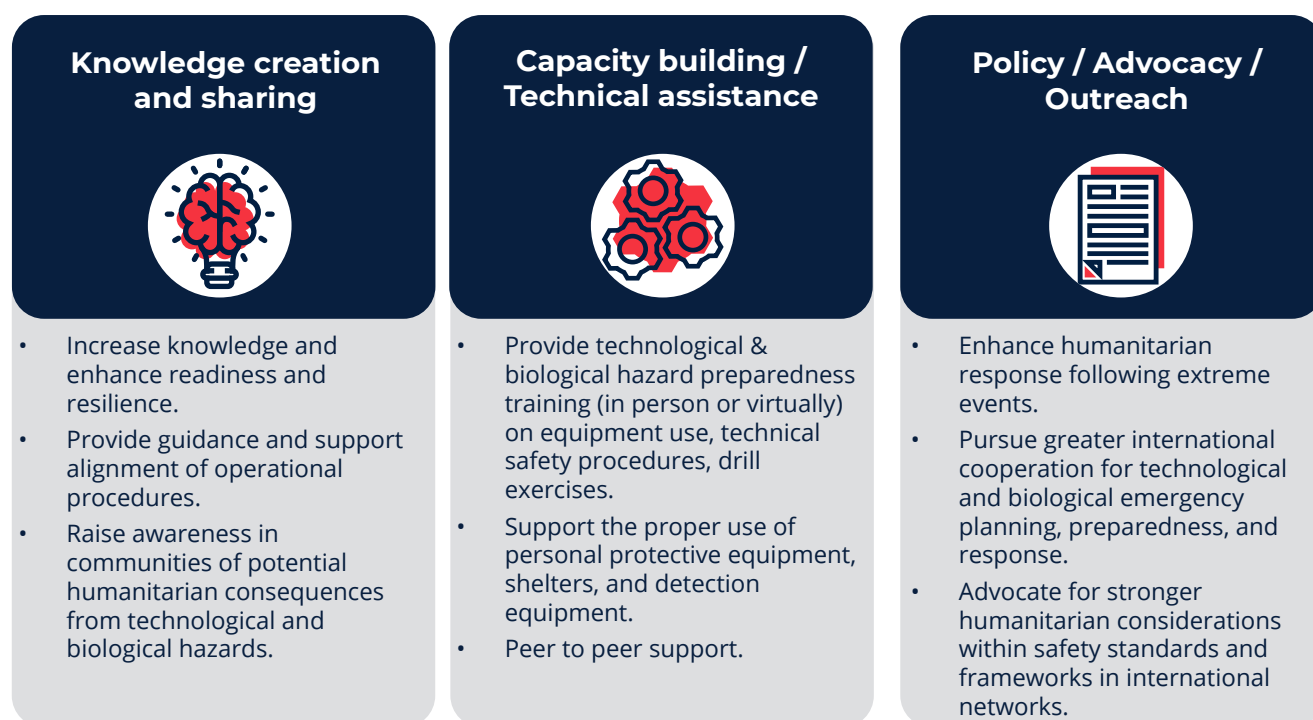 Knowledge creation
and sharing
• Increase knowledge and
enhance readiness and
resilience.
• Provide guidance and support
alignment of operational
procedures.
• Raise awareness in
communities of potential
humanitarian consequences
from technological and
biological hazards.
Capacity building /
Technical assistance
• Provide technological &
biological hazard preparedness
training (in person or virtually)
on equipment use, technical
safety procedures, drill
exercises.
• Support the proper use of
personal protective equipment,
shelters, and detection
equipment.
• Peer to peer support.
Policy / Advocacy /
Outreach
• Enhance humanitarian
response following extreme
events.
• Pursue greater international
cooperation for technological
and biological emergency
planning, preparedness, and
response.
• Advocate for stronger
humanitarian considerations
within safety standards and
frameworks in international
networks.